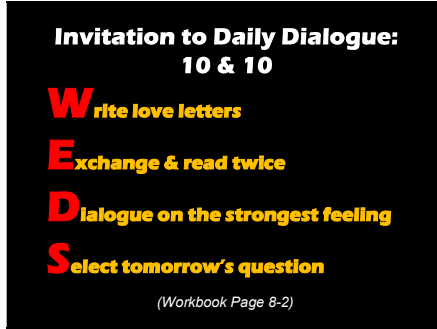 Invitation to Daily Dialogue:
10 & 10
Write love letters
Exchange & read twice
Dialogue on the strongest feeling
Select tomorrow's question
(Workbook Page 8-2)